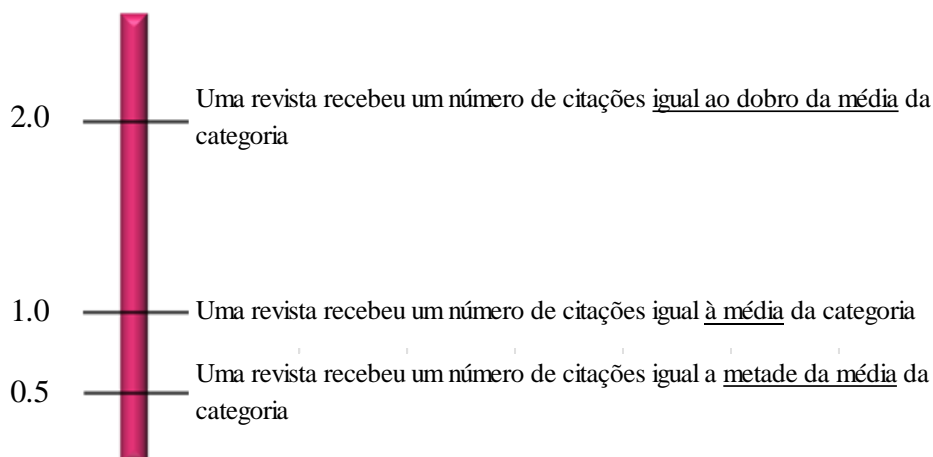 2.0
Uma revista recebeu um número de citações igual ao dobro da média da
categoria
1.0
Uma revista recebeu um número de citações igual à média da categoria
0.5
Uma revista recebeu um número de citações igual a metade da média da
categoria